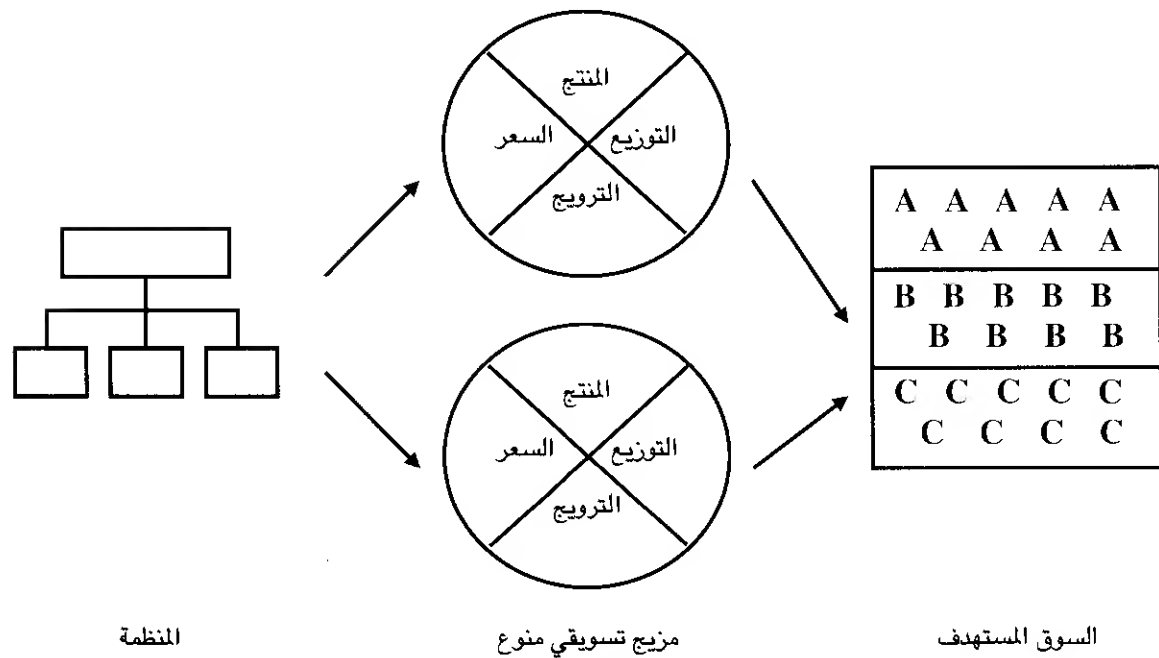 المنتج
التوزيع
السعر
الترويج
A A A A A
A A A A
B B B B B
B B B B
C C C C C
C C C C
المنتج
التوزيع
السعر
الترويج
المنظمة
مزيج تسويقي منوع
السوق المستهدف